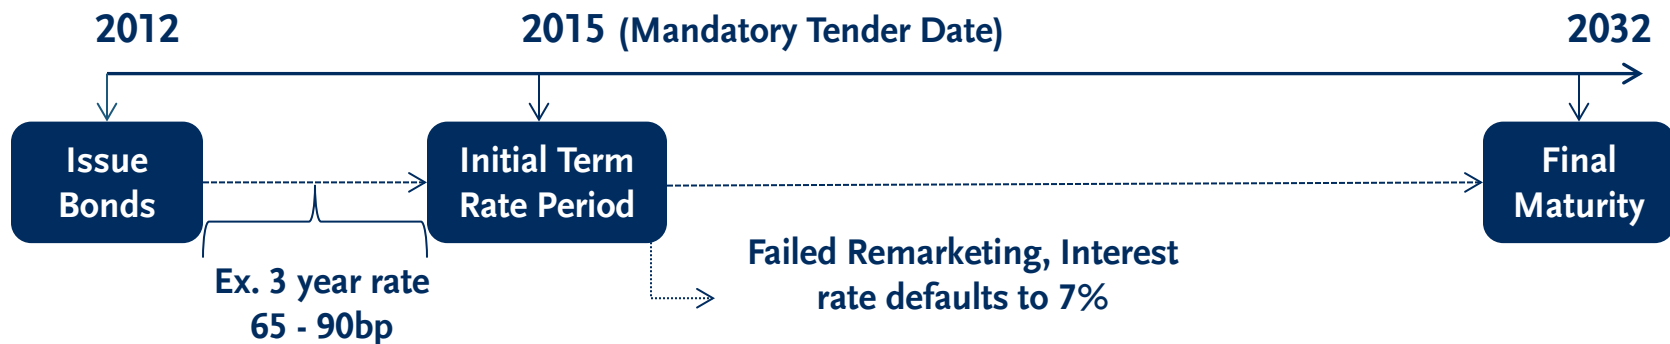 2012
2015 (Mandatory Tender Date)
2032
Issue
Bonds
Initial Term
Rate Period
Final
Maturity
Ex. 3 year rate
65 - 90bp
Failed Remarketing, Interest
rate defaults to 7%